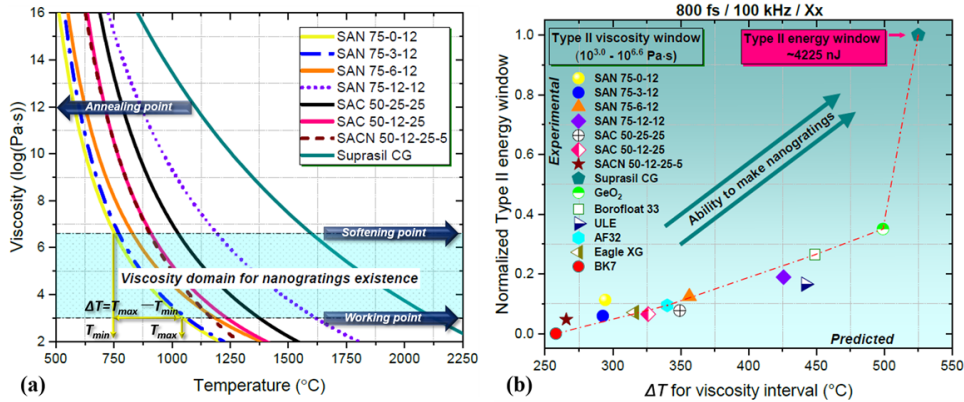 16
14
12
10
8
6
4
2
Viscosity (log(Pa·s))
500
750
1000
1250
1500
1750
2000
2250
Temperature (°C)
(a)
SAN 75-0-12
SAN 75-3-12
SAN 75-6-12
SAN 75-12-12
SAC 50-25-25
SAC 50-12-25
SACN 50-12-25-5
Suprasil CG
Annealing point
Softening point
Viscosity domain for nanogratings existence
ΔT=Tmax—Tmin
Tmin
Tmax
Working point
800 fs / 100 kHz / Xx
1.0
0.8
0.6
0.4
0.2
0.0
Normalized Type II energy window
250
275
300
325
350
375
400
425
450
475
500
525
550
ΔT for viscosity interval (°C)
(b)
Type II viscosity window
(10^3.0 - 10^6.6 Pa·s)
Type II energy window
~4225 nJ
Experimental
SAN 75-0-12
SAN 75-3-12
SAN 75-6-12
SAN 75-12-12
SAC 50-25-25
SAC 50-12-25
SACN 50-12-25-5
Suprasil CG
GeO₂
Borofloat 33
ULE
AF32
Eagle XG
BK7
Ability to make nanogratings
Predicted